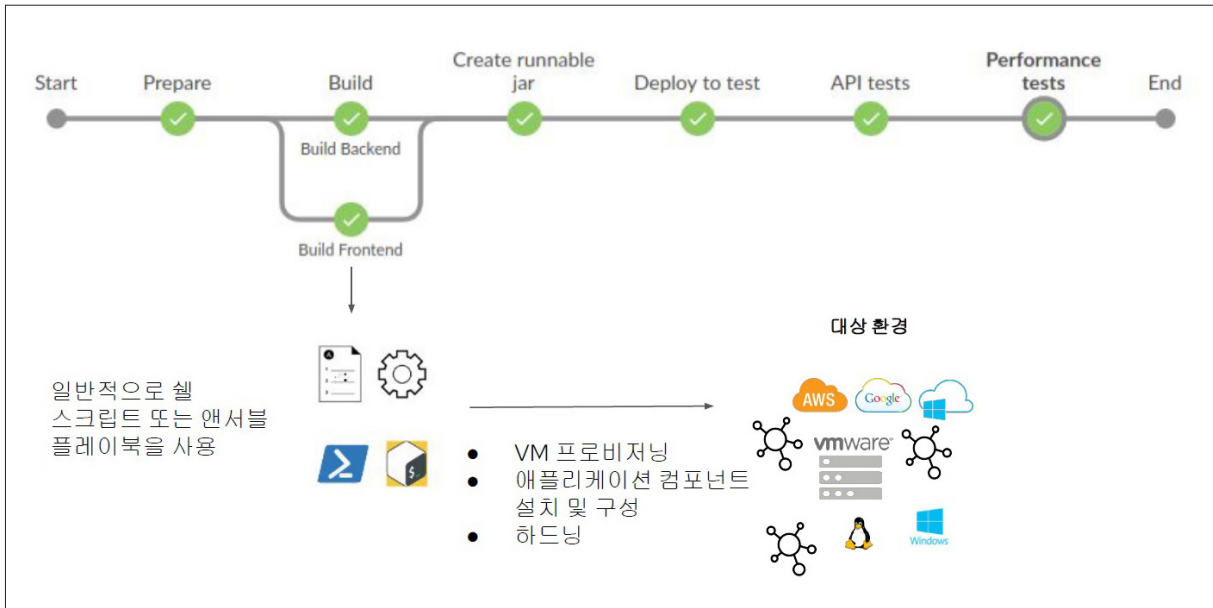 Start
Prepare
Build
Create runnable
jar
Deploy to test
API tests
Performance
tests
End
Build Backend
Build Frontend
대상 환경
일반적으로 쉘
스크립트 또는 앤서블
플레이북을 사용
● VM 프로비저닝
● 애플리케이션 컴포넌트
설치 및 구성
● 하드닝
AWS
Google
vmware
Windows